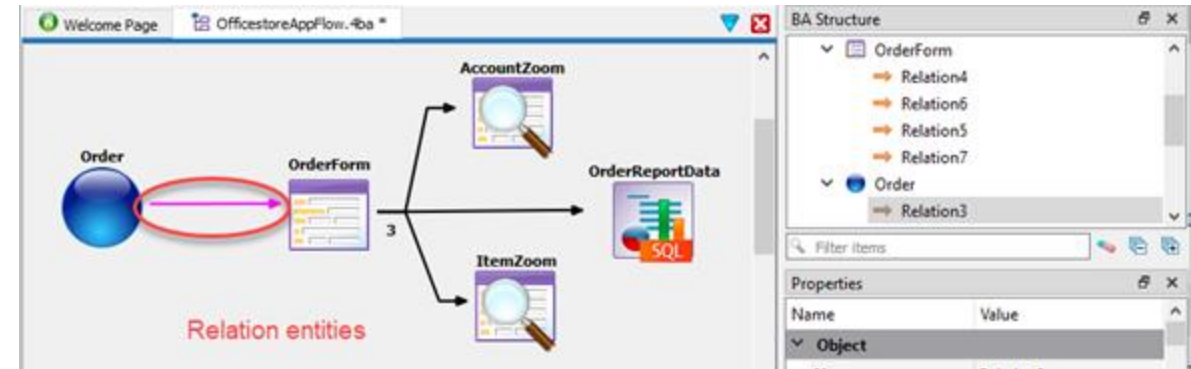 Welcome Page
OfficestoreAppFlow.4ba *
AccountZoom
Order
OrderForm
OrderReportData
3
SQL
ItemZoom
Relation entities
BA Structure
OrderForm
Relation4
Relation6
Relation5
Relation7
Order
Relation3
Filter items
Properties
Name Value
Object